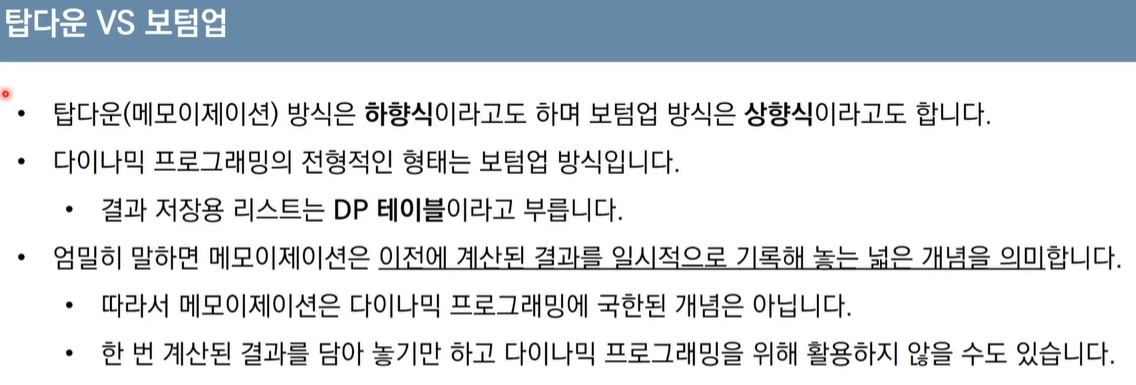 탑다운 VS 보텀업
• 탑다운(메모이제이션) 방식은 하향식이라고도 하며 보텀업 방식은 상향식이라고도 합니다.
• 다이나믹 프로그래밍의 전형적인 형태는 보텀업 방식입니다.
• 결과 저장용 리스트는 DP 테이블이라고 부릅니다.
• 엄밀히 말하면 메모이제이션은 이전에 계산된 결과를 일시적으로 기록해 놓는 넓은 개념을 의미합니다.
• 따라서 메모이제이션은 다이나믹 프로그래밍에 국한된 개념은 아닙니다.
• 한 번 계산된 결과를 담아 놓기만 하고 다이나믹 프로그래밍을 위해 활용하지 않을 수도 있습니다.